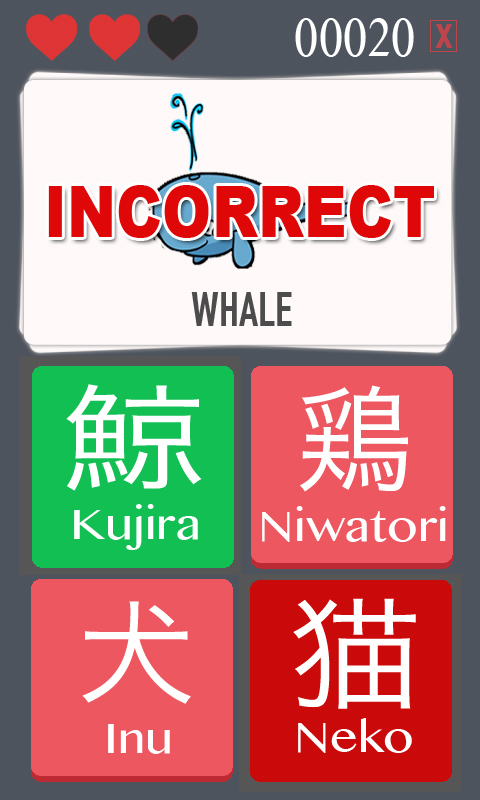 00020 X
INCORRECT
WHALE
鯨 鶏
Kujira Niwatori
犬 猫
Inu Neko